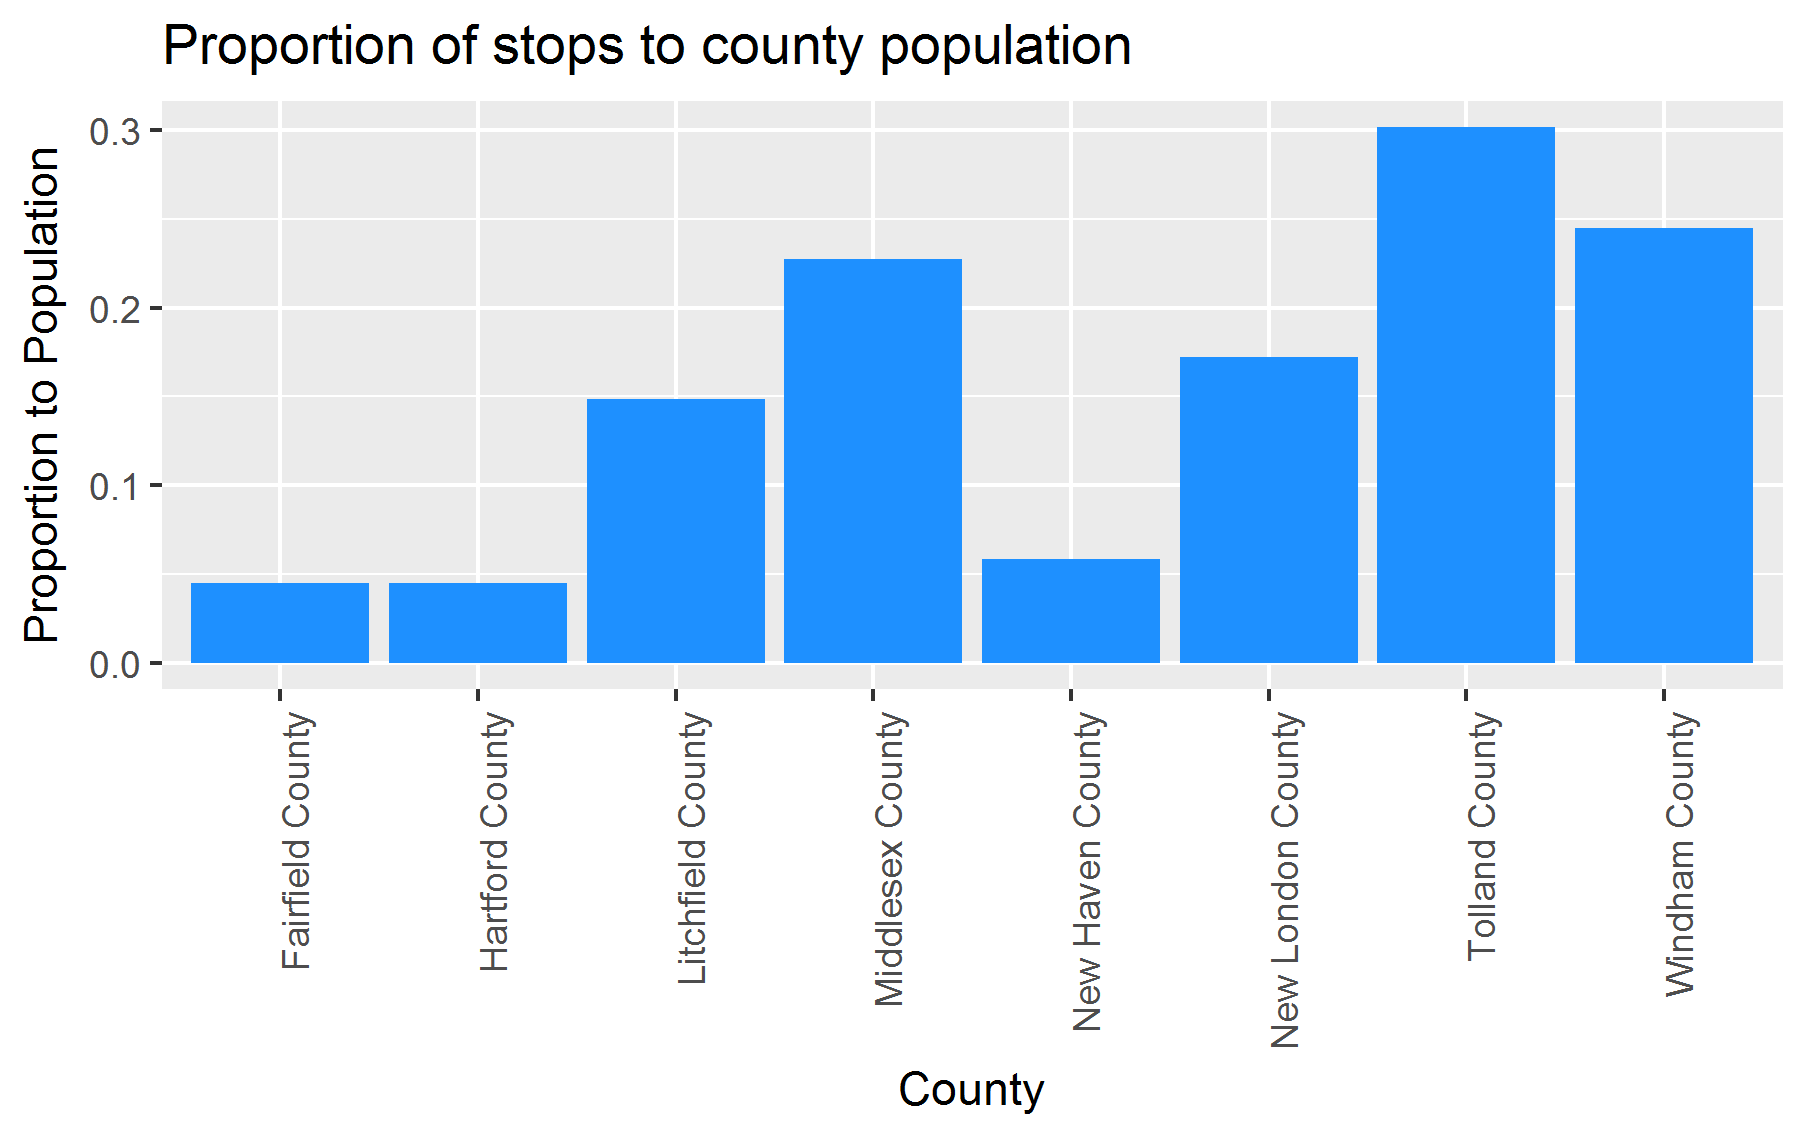 Proportion of stops to county population
Proportion to Population
0.3
0.2
0.1
0.0
Fairfield County
Hartford County
Litchfield County
Middlesex County
New Haven County
New London County
Tolland County
Windham County
County